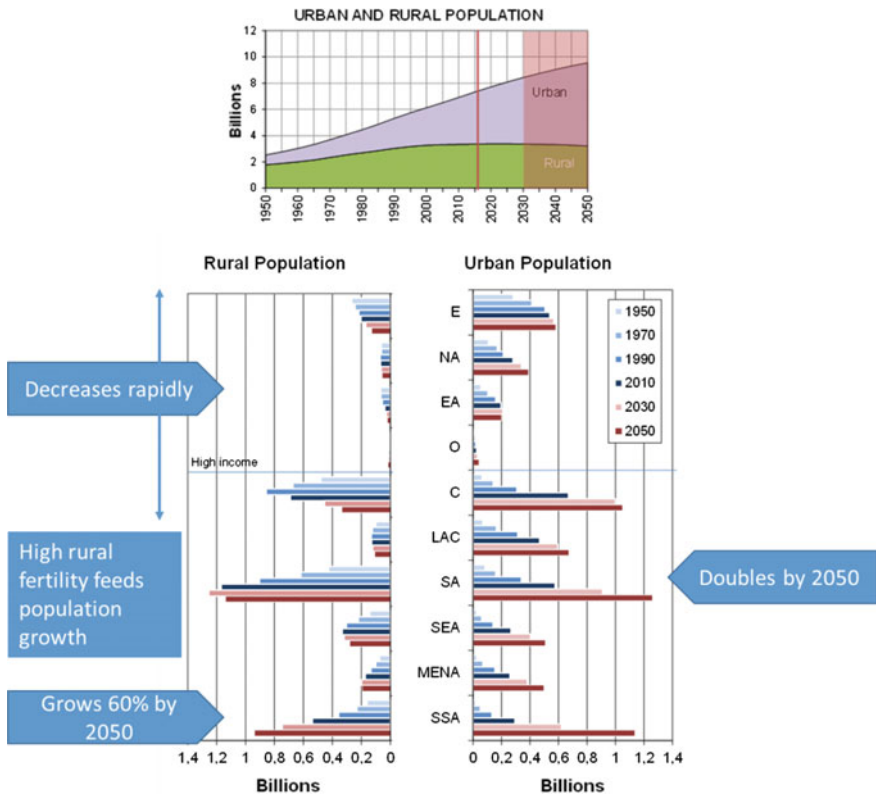 URBAN AND RURAL POPULATION
12
10
8
6
4
2
0
Billions
Urban
Rural
1950
1960
1970
1980
1990
2000
2010
2020
2030
2040
2050
Rural Population
Urban Population
Decreases rapidly
High income
High rural
fertility feeds
population
growth
Grows 60% by
2050
E
NA
EA
O
C
LAC
SA
SEA
MENA
SSA
1950
1970
1990
2010
2030
2050
Doubles by 2050
1,4 1,2 1 0,8 0,6 0,4 0,2 0
0 0,2 0,4 0,6 0,8 1 1,2 1,4
Billions
Billions